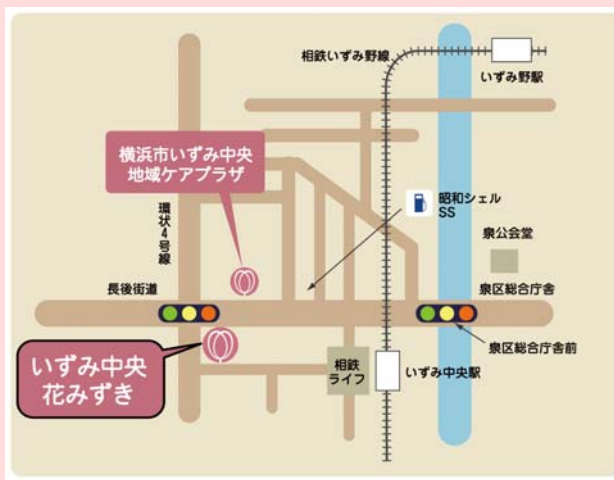 相鉄いずみ野線
いずみ野駅
横浜市いずみ中央
地域ケアプラザ
昭和シェル
SS
環状4号線
泉公会堂
長後街道
泉区総合庁舎
いずみ中央
花みずき
相鉄
ライフ
いずみ中央駅
泉区総合庁舎前